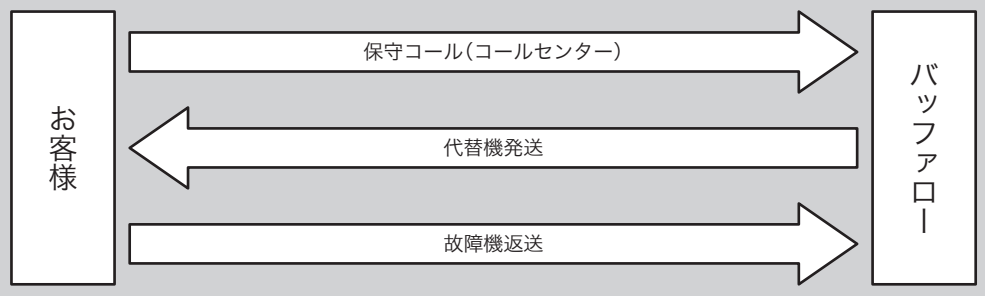 お客様
保守コール（コールセンター）
代替機発送
故障機返送
バッファロー